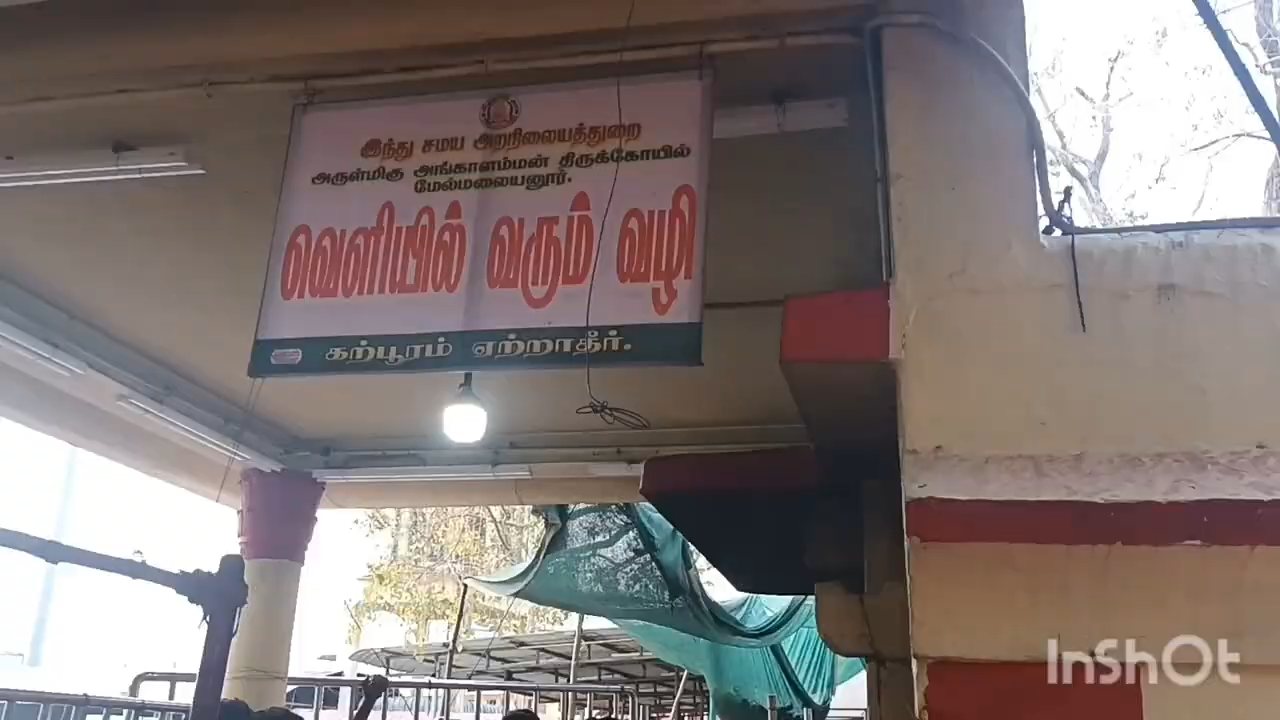 இந்து சமய அறநிலையத்துறை
அருள்மிகு அங்காளம்மன் திருக்கோயில்
மேல்மலையனூர்.
வெளியில் வரும் வழி
கற்பூரம் ஏற்றாதீர்.
InShOt